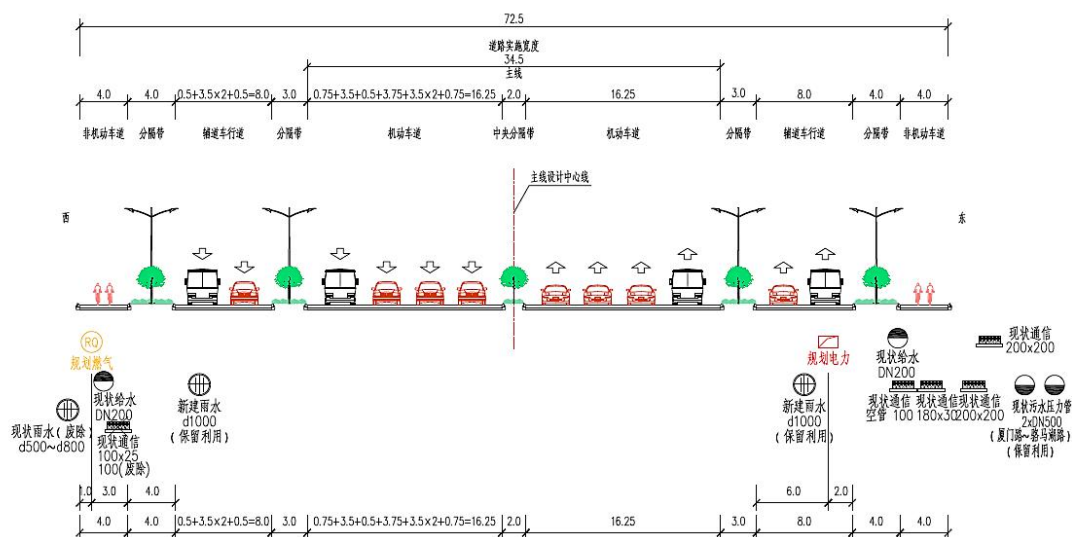 72.5
道路实施宽度
34.5
主线
4.0 4.0 0.5+3.5x2+0.5=8.0 3.0 0.75+3.5+0.5+3.75+3.5x2+0.75=16.25 2.0 16.25 3.0 8.0 4.0 4.0
非机动车道 分隔带 辅道车行道 分隔带 机动车道 中央分隔带 机动车道 分隔带 辅道车行道 分隔带 非机动车道
主线设计中心线
西 东
RQ
规划燃气
现状给水
DN200
现状雨水(废除)
d500~d800
现状通信
100x25
100(废除)
新建雨水
d1000
(保留利用)
新建雨水
d1000
(保留利用)
规划电力
现状给水
DN200
现状通信
200x200
现状通信
空管 100
现状通信
180x30
现状通信
200x200
现状污水压力管
2xDN500
(厦门路~骆马湖路)
(保留利用)
1.0 3.0 4.0 6.0 2.0
4.0 4.0 0.5+3.5x2+0.5=8.0 3.0 0.75+3.5+0.5+3.75+3.5x2+0.75=16.25 2.0 16.25 3.0 8.0 4.0 4.0